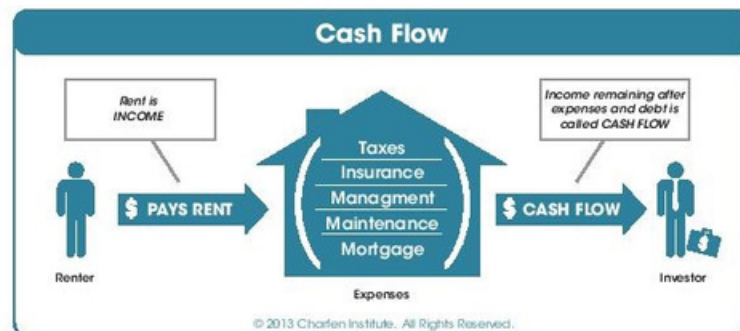 Cash Flow
Rent is
INCOME
Income remaining after
expenses and debt is
called CASH FLOW
$ PAYS RENT
Taxes
Insurance
Managment
Maintenance
Mortgage
$ CASH FLOW
$
Renter
Expenses
Investor
© 2013 Charfen Institute. All Rights Reserved.